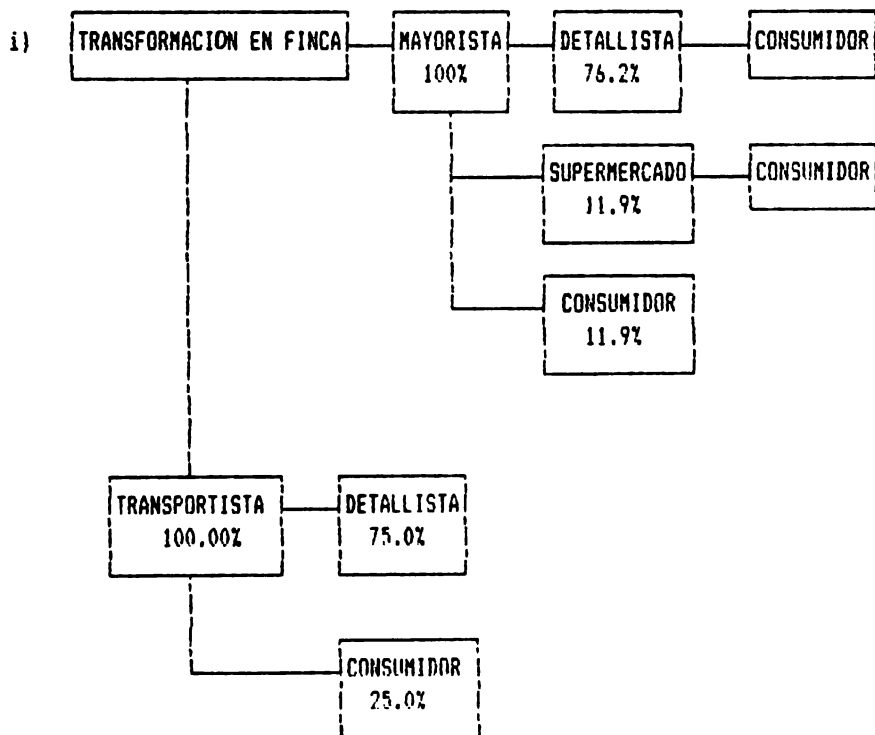 i) TRANSFORMACION EN FINCA MAYORISTA DETALLISTA CONSUMIDOR
100% 76.2%
SUPERMERCADO CONSUMIDOR
11.9%
CONSUMIDOR
11.9%
TRANSPORTISTA DETALLISTA
100.00% 75.0%
CONSUMIDOR
25.0%